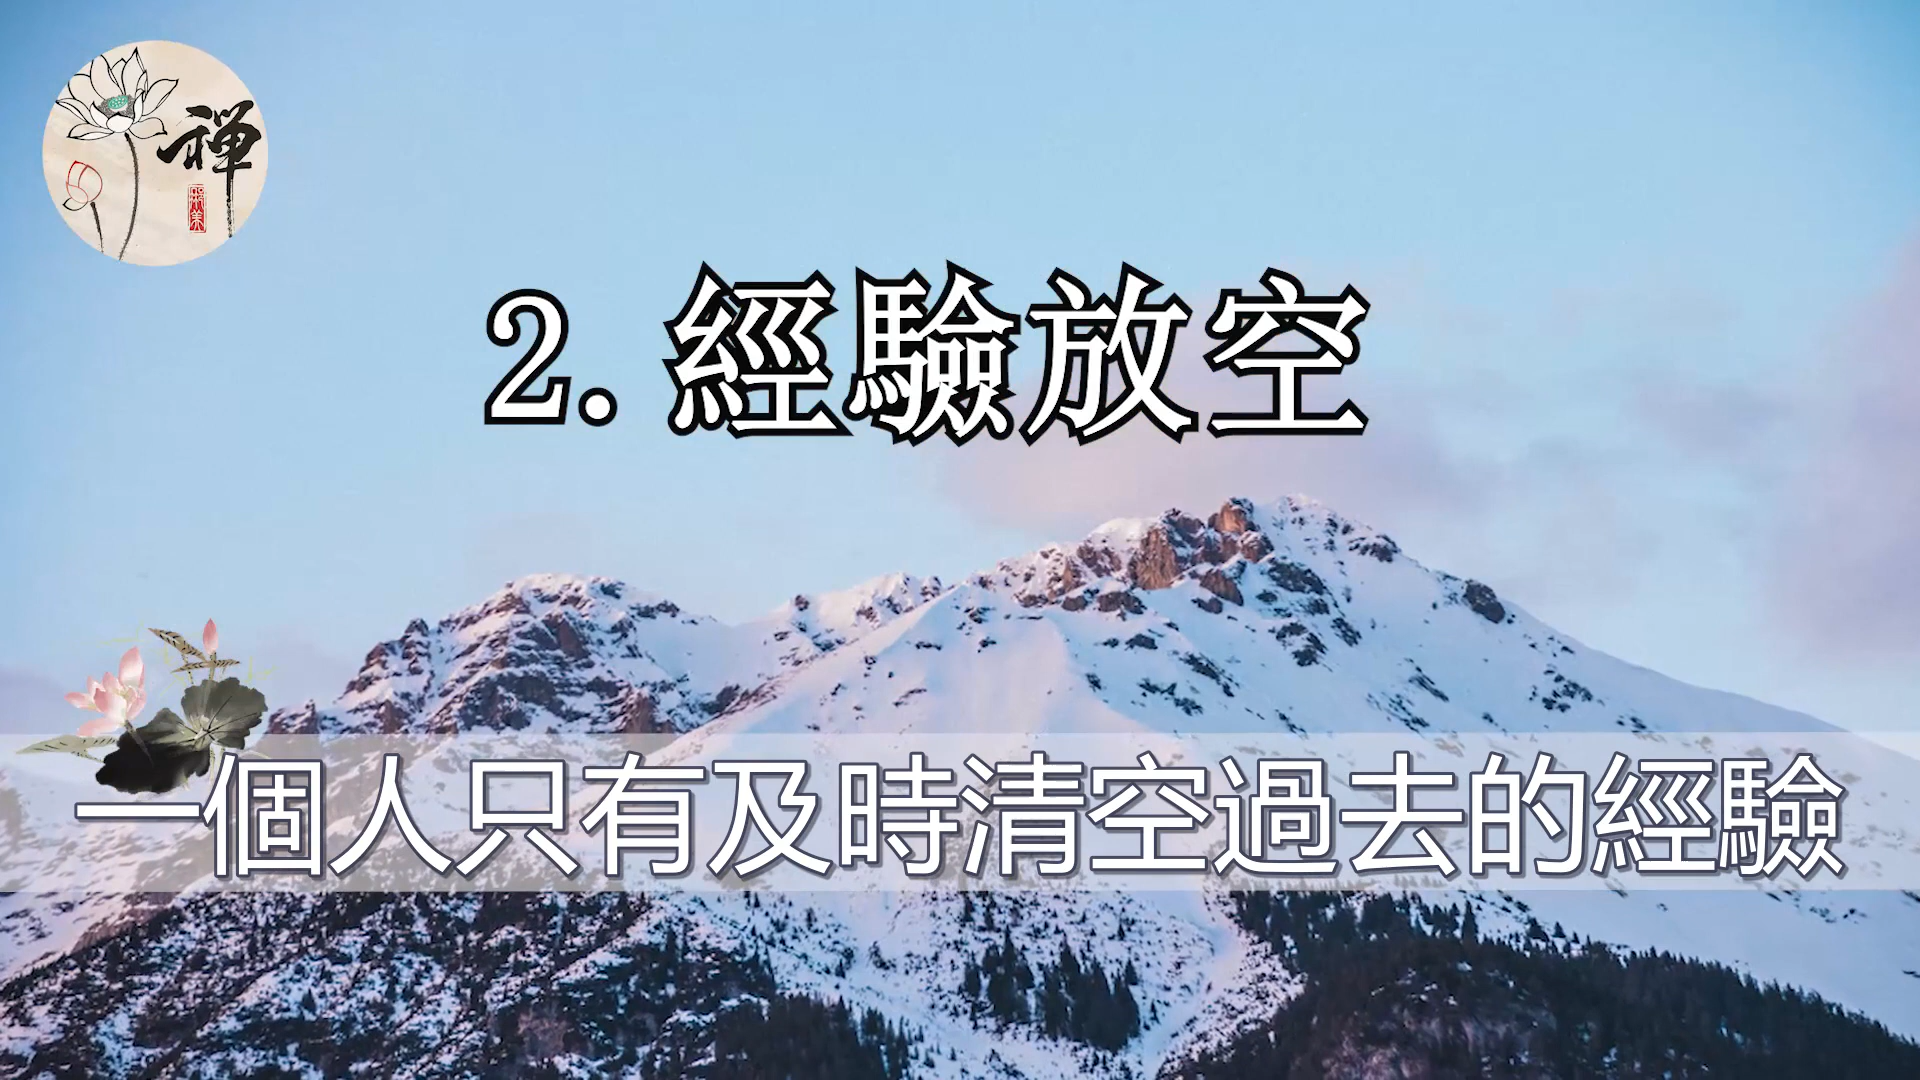 禅
2.經驗放空
一個人只有及時清空過去的經驗